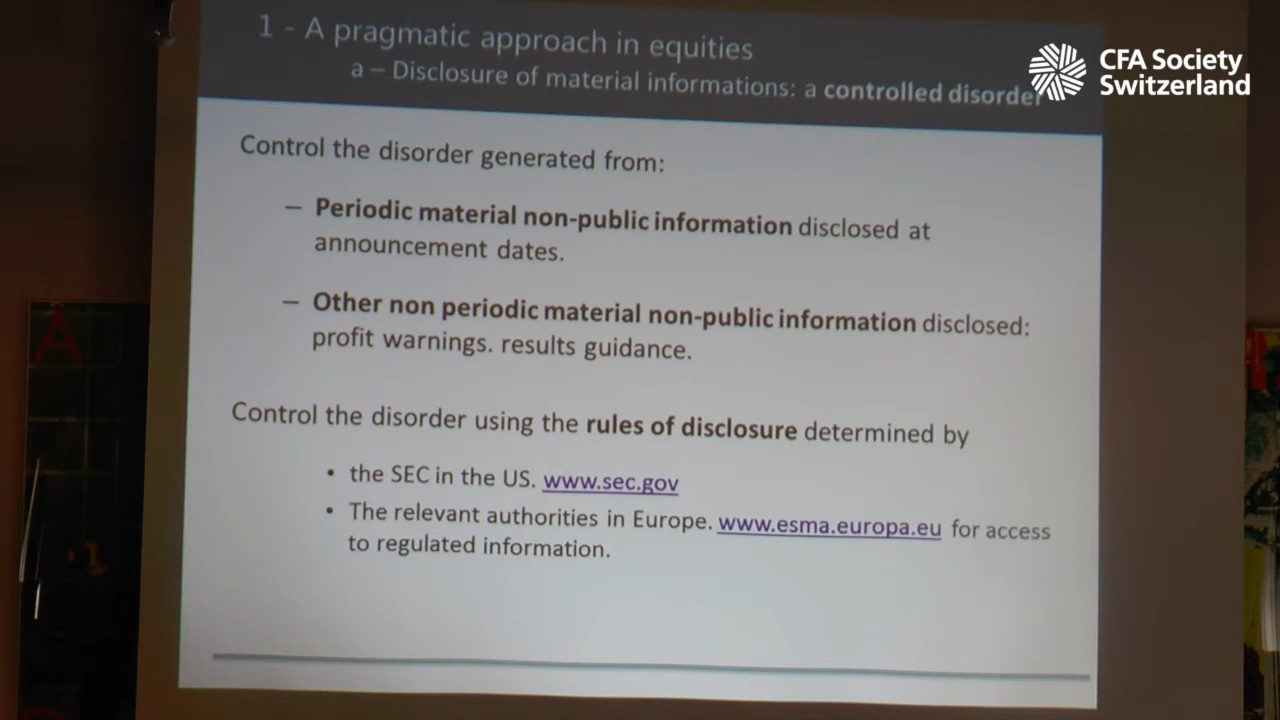 1 - A pragmatic approach in equities
a – Disclosure of material informations: a controlled disorder
CFA Society
Switzerland
Control the disorder generated from:
– Periodic material non-public information disclosed at
announcement dates.
– Other non periodic material non-public information disclosed:
profit warnings. results guidance.
Control the disorder using the rules of disclosure determined by
• the SEC in the US. www.sec.gov
• The relevant authorities in Europe. www.esma.europa.eu for access
to regulated information.
A